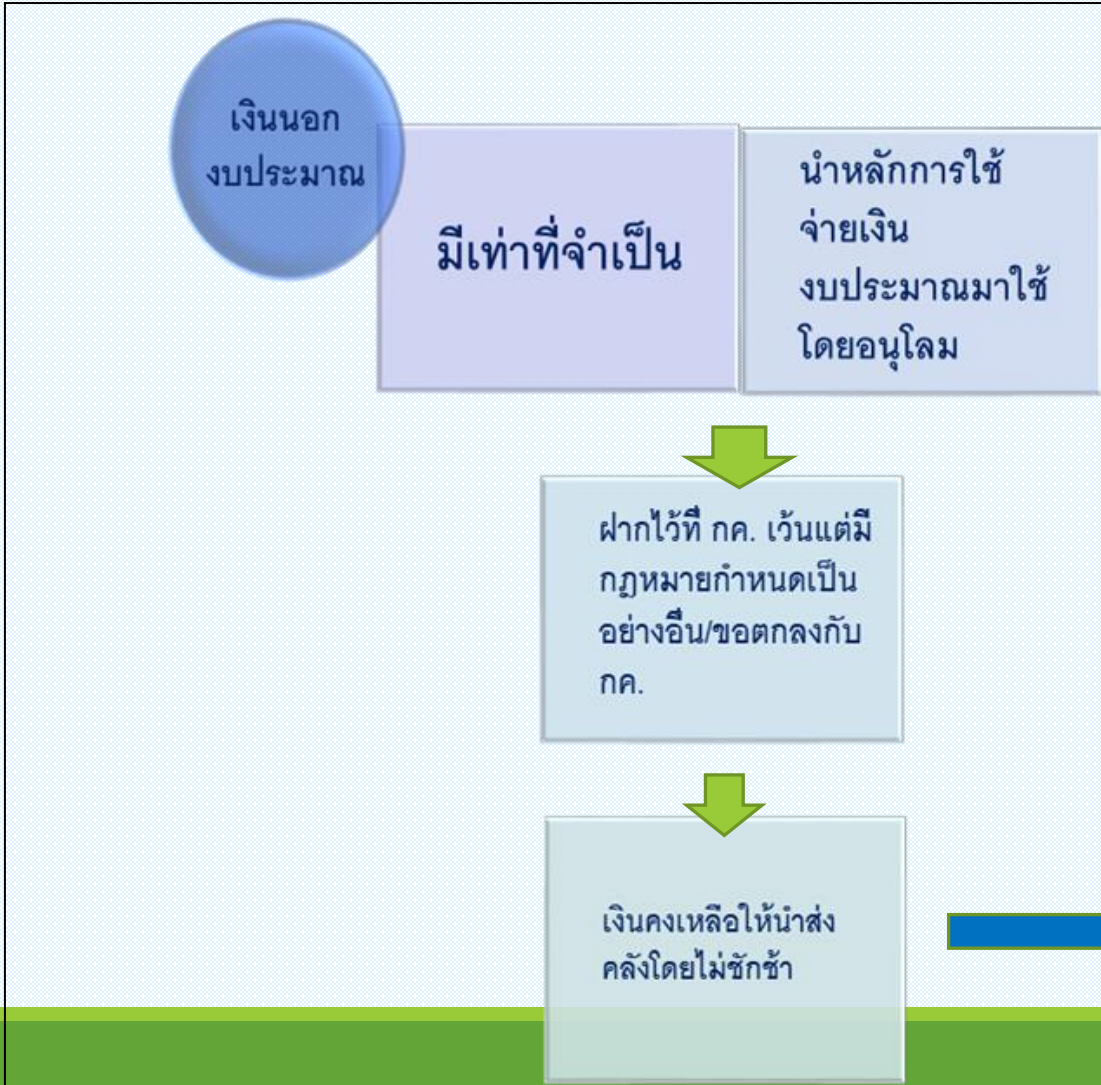 เงินนอก
งบประมาณ
มีเท่าที่จำเป็น
นำหลักการใช้
จ่ายเงิน
งบประมาณมาใช้
โดยอนุโลม
ฝากไว้ที่ กค. เว้นแต่มี
กฎหมายกำหนดเป็น
อย่างอื่น/ขอตกลงกับ
กค.
เงินคงเหลือให้นำส่ง
คลังโดยไม่ชักช้า